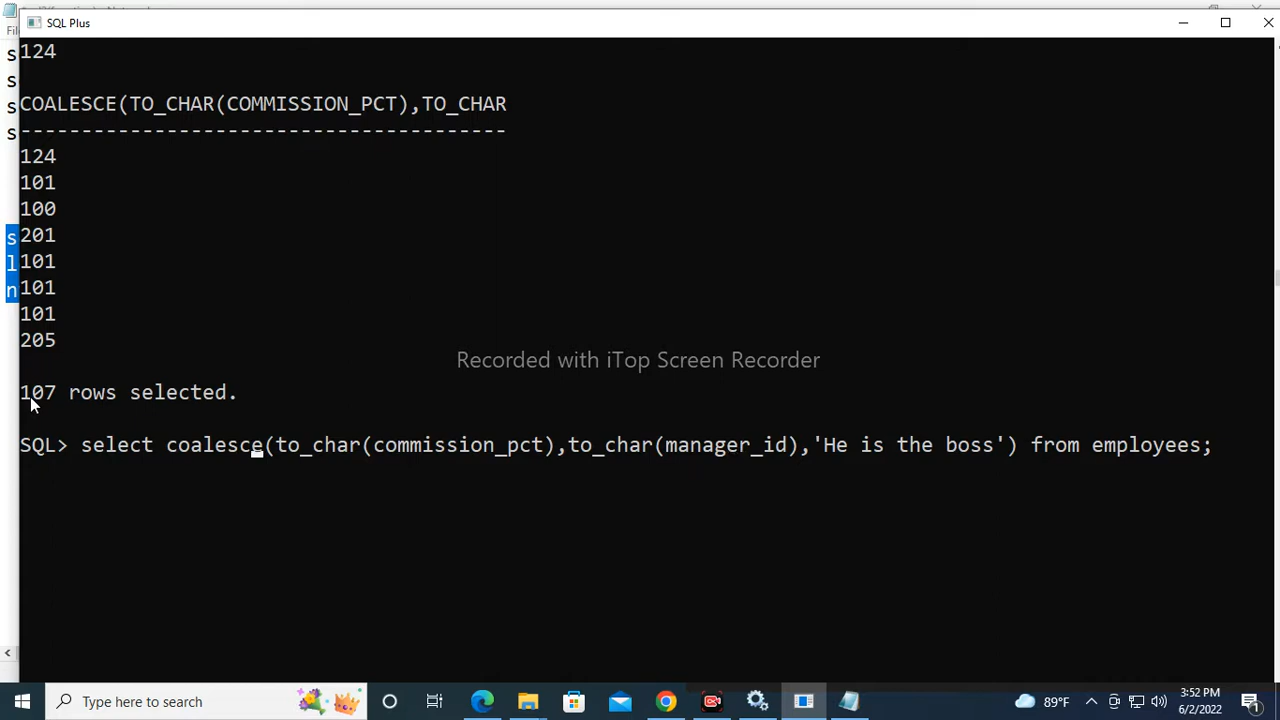 SQL Plus
124
COALESCE(TO_CHAR(COMMISSION_PCT),TO_CHAR
----------------------------------------
124
101
100
201
101
101
101
205
Recorded with iTop Screen Recorder
107 rows selected.
SQL> select coalesce(to_char(commission_pct),to_char(manager_id),'He is the boss') from employees;
Type here to search
89°F
3:52 PM
6/2/2022
1